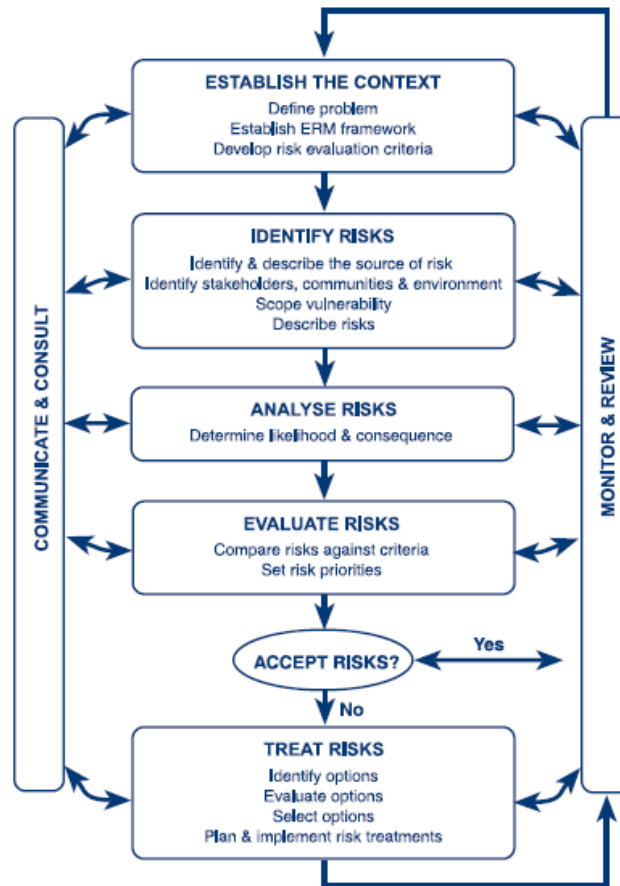 ESTABLISH THE CONTEXT
Define problem
Establish ERM framework
Develop risk evaluation criteria
IDENTIFY RISKS
Identify & describe the source of risk
Identify stakeholders, communities & environment
Scope vulnerability
Describe risks
ANALYSE RISKS
Determine likelihood & consequence
EVALUATE RISKS
Compare risks against criteria
Set risk priorities
ACCEPT RISKS?
Yes
No
TREAT RISKS
Identify options
Evaluate options
Select options
Plan & implement risk treatments
COMMUNICATE & CONSULT
MONITOR & REVIEW